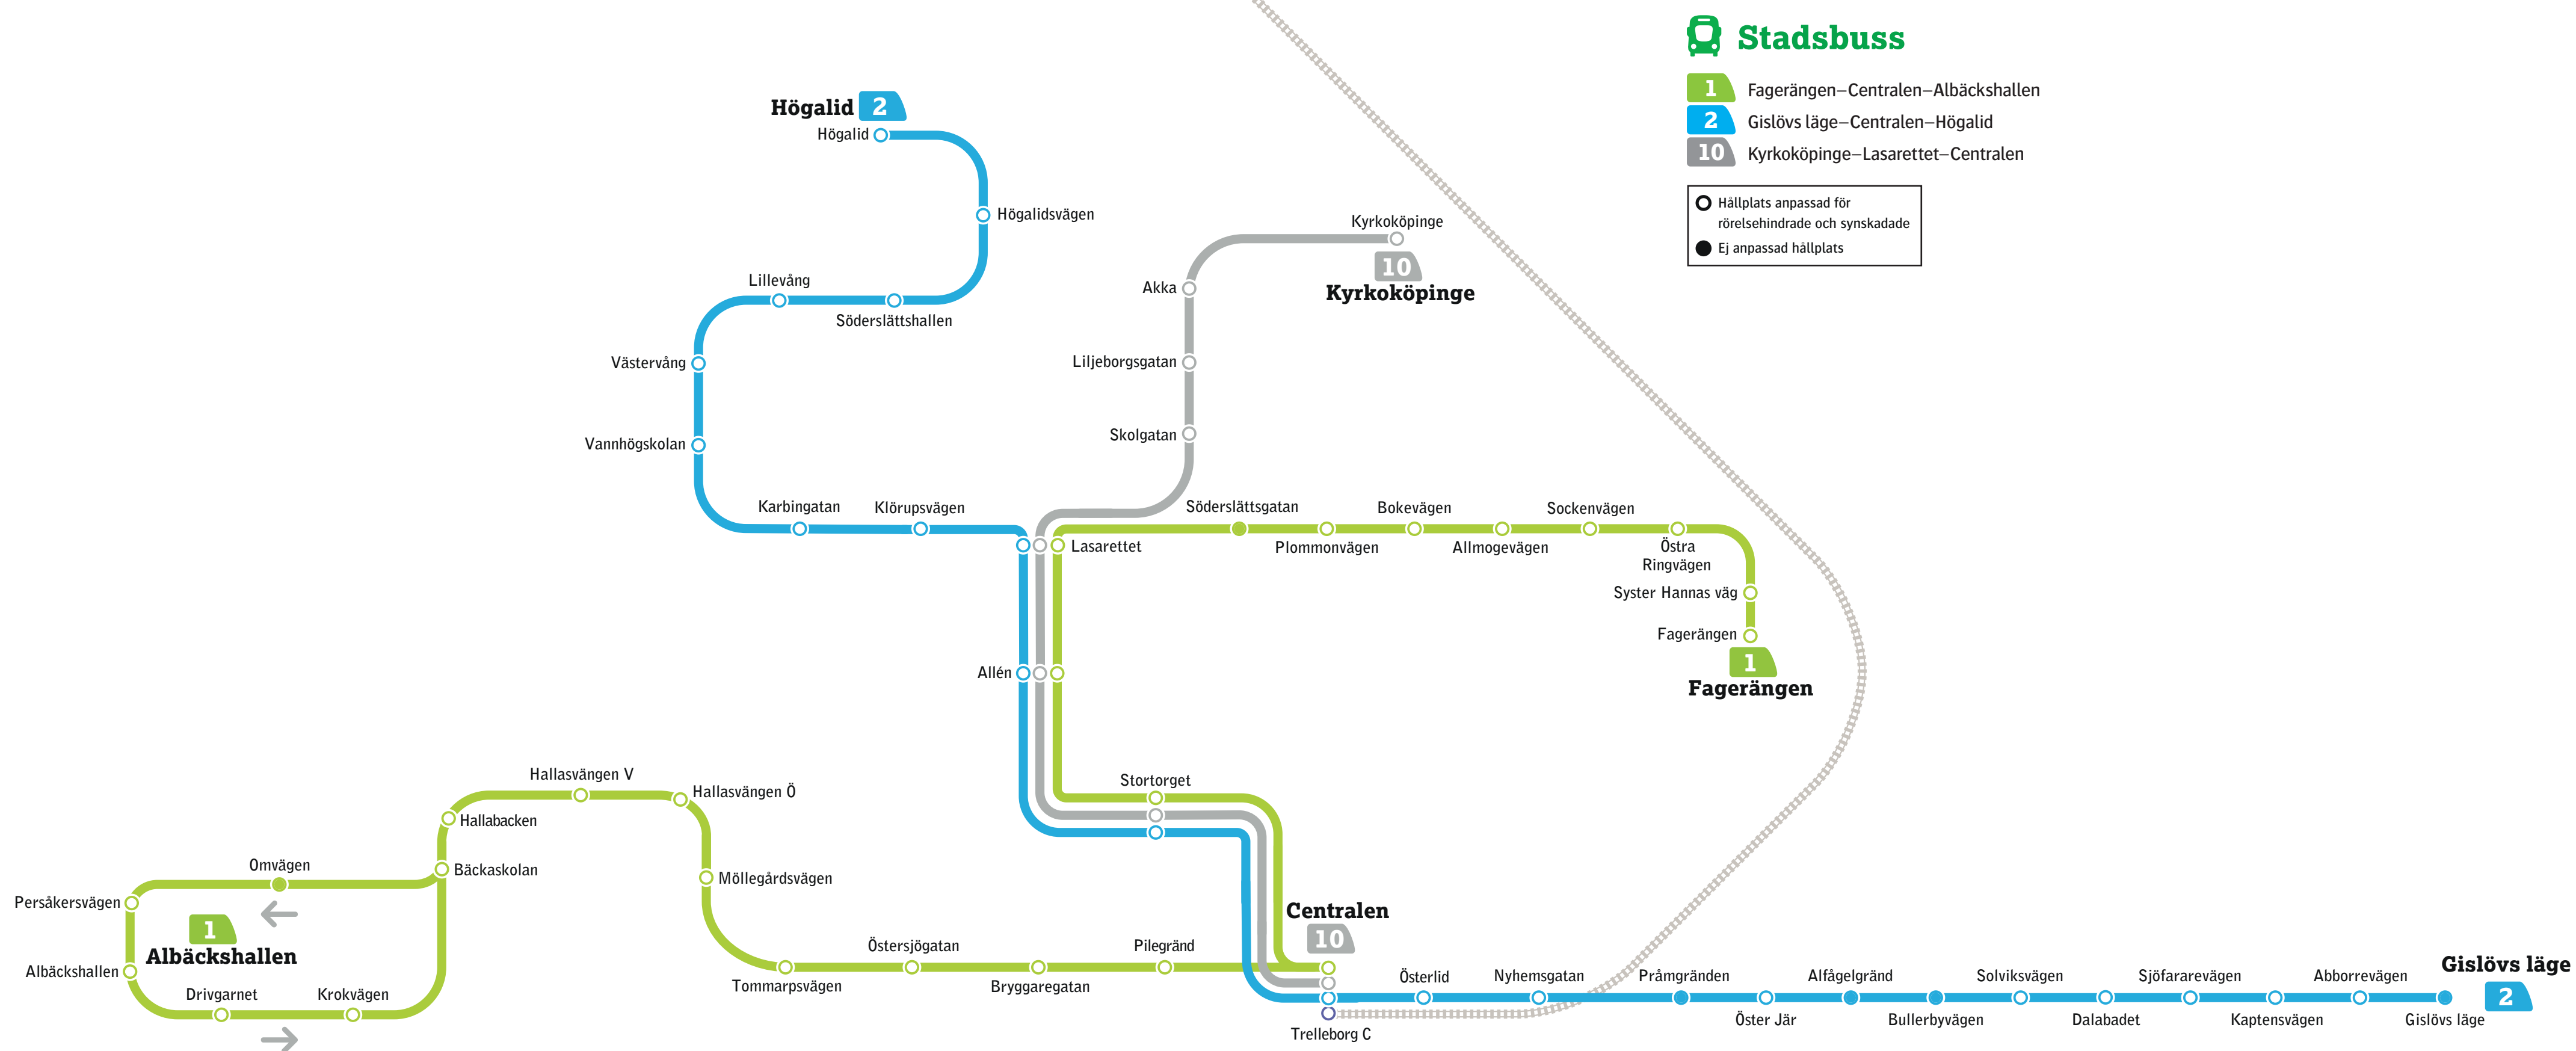 Stadsbuss
1 Fagerängen–Centralen–Albäckshallen
2 Gislövs läge–Centralen–Högalid
10 Kyrkoköpinge–Lasarettet–Centralen
Hållplats anpassad för
rörelsehindrade och synskadade
Ej anpassad hållplats
Högalid 2
Högalid
Högalidsvägen
Lillevång
Söderslättshallen
Västervång
Vannhögskolan
Karbingatan
Klörupsvägen
Kyrkoköpinge
10
Kyrkoköpinge
Akka
Liljeborgsgatan
Skolgatan
Lasarettet
Söderslättsgatan
Plommonvägen
Bokevägen
Allmogevägen
Sockenvägen
Östra
Ringvägen
Syster Hannas väg
Fagerängen
1
Fagerängen
Allén
Stortorget
Hallasvängen V
Hallasvängen Ö
Hallabacken
Bäckaskolan
Omvägen
Persåkersvägen
1
Albäckshallen
Albäckshallen
Drivgarnet
Krokvägen
Möllegårdsvägen
Tommarpsvägen
Östersjögatan
Bryggaregatan
Pilegränd
Centralen
10
Trelleborg C
Österlid
Nyhemsgatan
Pråmgränden
Öster Jär
Alfågelgränd
Bullerbyvägen
Solviksvägen
Dalabadet
Sjöfararevägen
Kaptensvägen
Abborrevägen
Gislövs läge
Gislövs läge
2